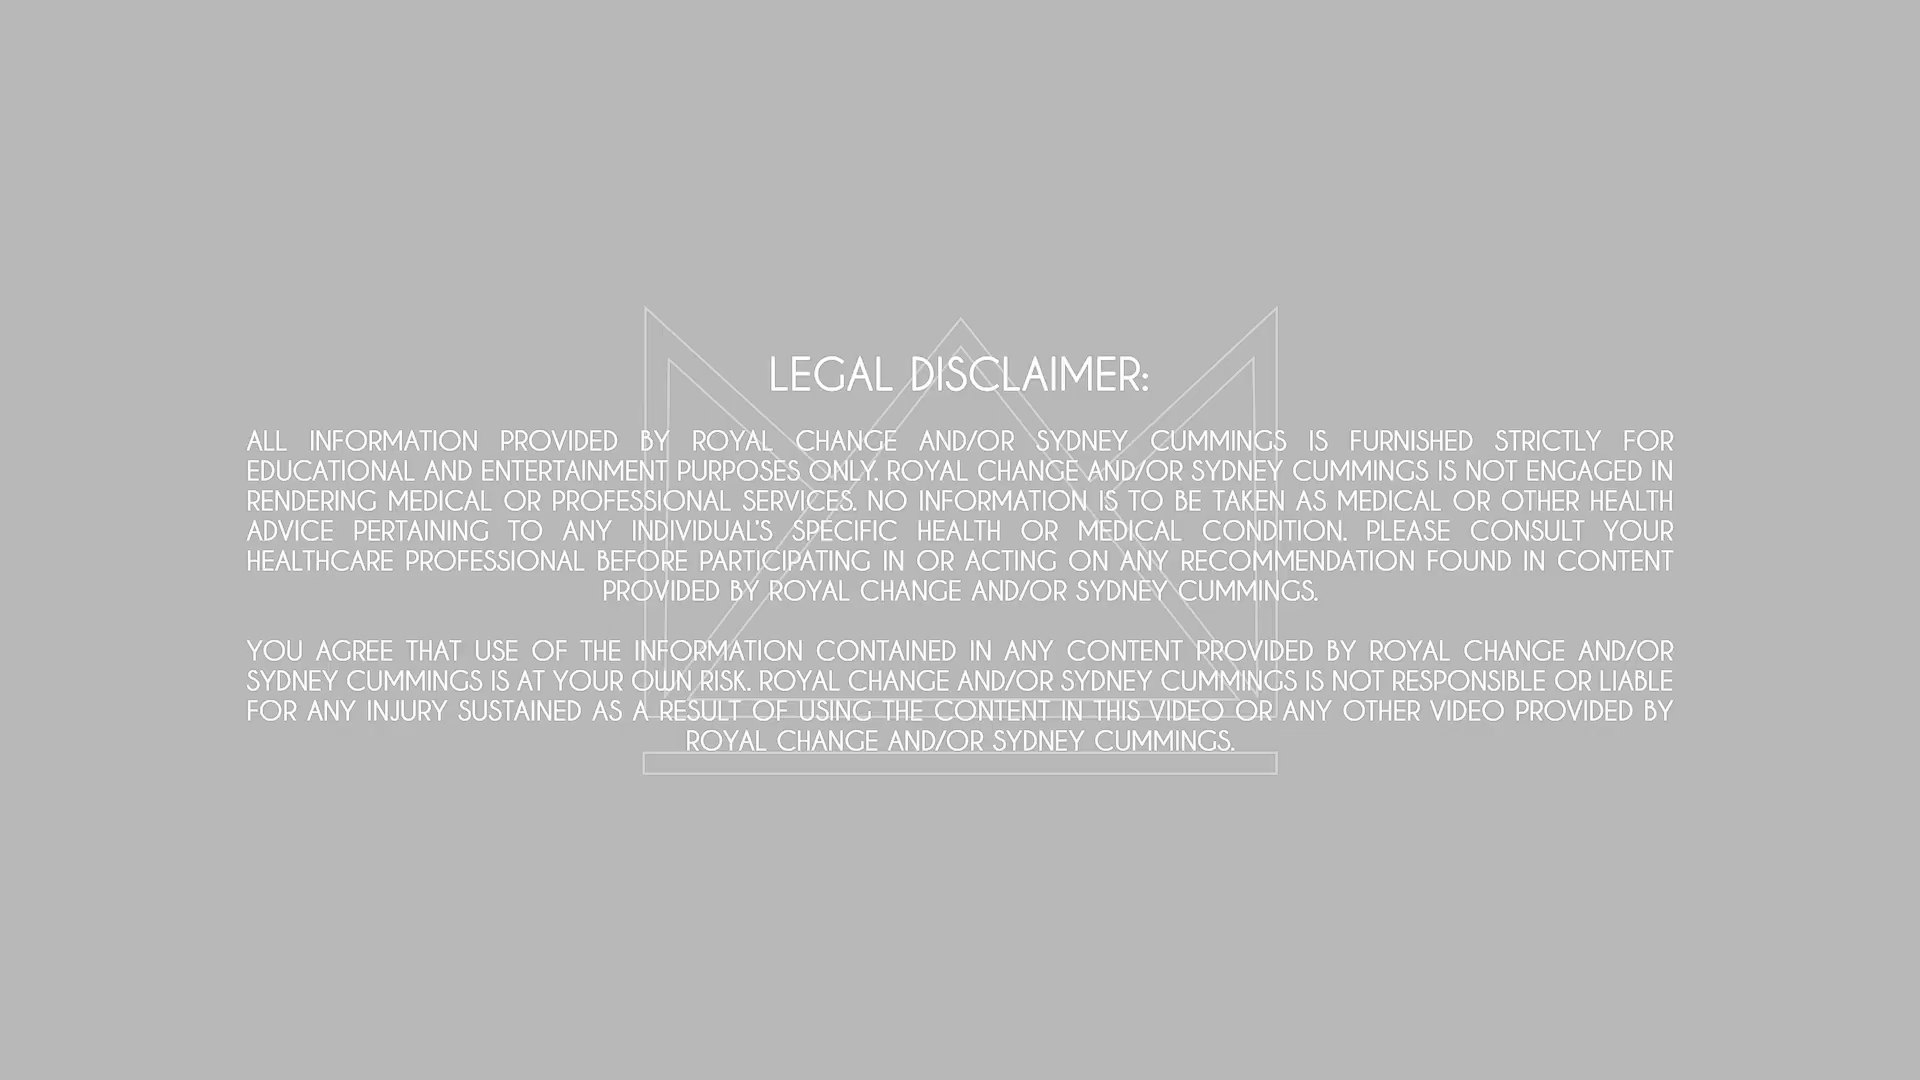 LEGAL DISCLAIMER:
ALL INFORMATION PROVIDED BY ROYAL CHANGE AND/OR SYDNEY CUMMINGS IS FURNISHED STRICTLY FOR
EDUCATIONAL AND ENTERTAINMENT PURPOSES ONLY. ROYAL CHANGE AND/OR SYDNEY CUMMINGS IS NOT ENGAGED IN
RENDERING MEDICAL OR PROFESSIONAL SERVICES. NO INFORMATION IS TO BE TAKEN AS MEDICAL OR OTHER HEALTH
ADVICE PERTAINING TO ANY INDIVIDUAL'S SPECIFIC HEALTH OR MEDICAL CONDITION. PLEASE CONSULT YOUR
HEALTHCARE PROFESSIONAL BEFORE PARTICIPATING IN OR ACTING ON ANY RECOMMENDATION FOUND IN CONTENT
PROVIDED BY ROYAL CHANGE AND/OR SYDNEY CUMMINGS.
YOU AGREE THAT USE OF THE INFORMATION CONTAINED IN ANY CONTENT PROVIDED BY ROYAL CHANGE AND/OR
SYDNEY CUMMINGS IS AT YOUR OWN RISK. ROYAL CHANGE AND/OR SYDNEY CUMMINGS IS NOT RESPONSIBLE OR LIABLE
FOR ANY INJURY SUSTAINED AS A RESULT OF USING THE CONTENT IN THIS VIDEO OR ANY OTHER VIDEO PROVIDED BY
ROYAL CHANGE AND/OR SYDNEY CUMMINGS.